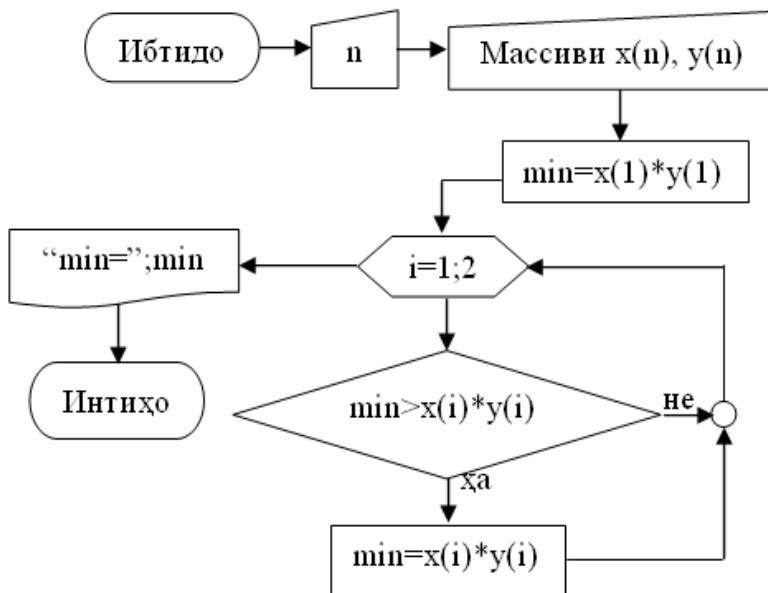 Ибтидо
n
Массиви x(n), y(n)
min=x(1)*y(1)
“min=”;min
i=1;2
Интиҳо
min>x(i)*y(i)
не
ҳа
min=x(i)*y(i)